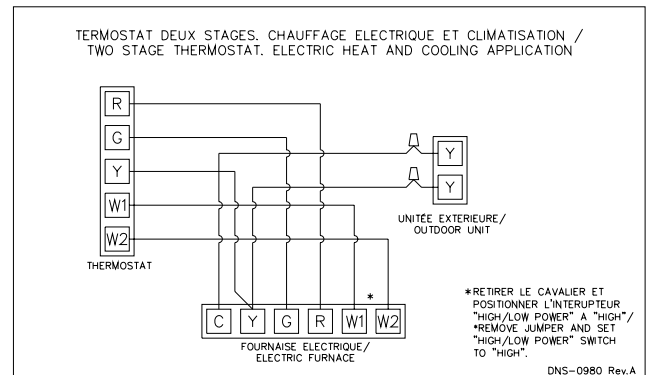 TERMOSTAT DEUX STAGES. CHAUFFAGE ELECTRIQUE ET CLIMATISATION /
TWO STAGE THERMOSTAT. ELECTRIC HEAT AND COOLING APPLICATION
R
G
Y
W1
W2
THERMOSTAT
Y
Y
UNITÉE EXTERIEURE/
OUTDOOR UNIT
*
C Y G R W1 W2
FOURNAISE ELECTRIQUE/
ELECTRIC FURNACE
*RETIRER LE CAVALIER ET
POSITIONNER L'INTERUPTEUR
"HIGH/LOW POWER" A "HIGH"/
*REMOVE JUMPER AND SET
"HIGH/LOW POWER" SWITCH
TO "HIGH".
DNS-0980 Rev.A